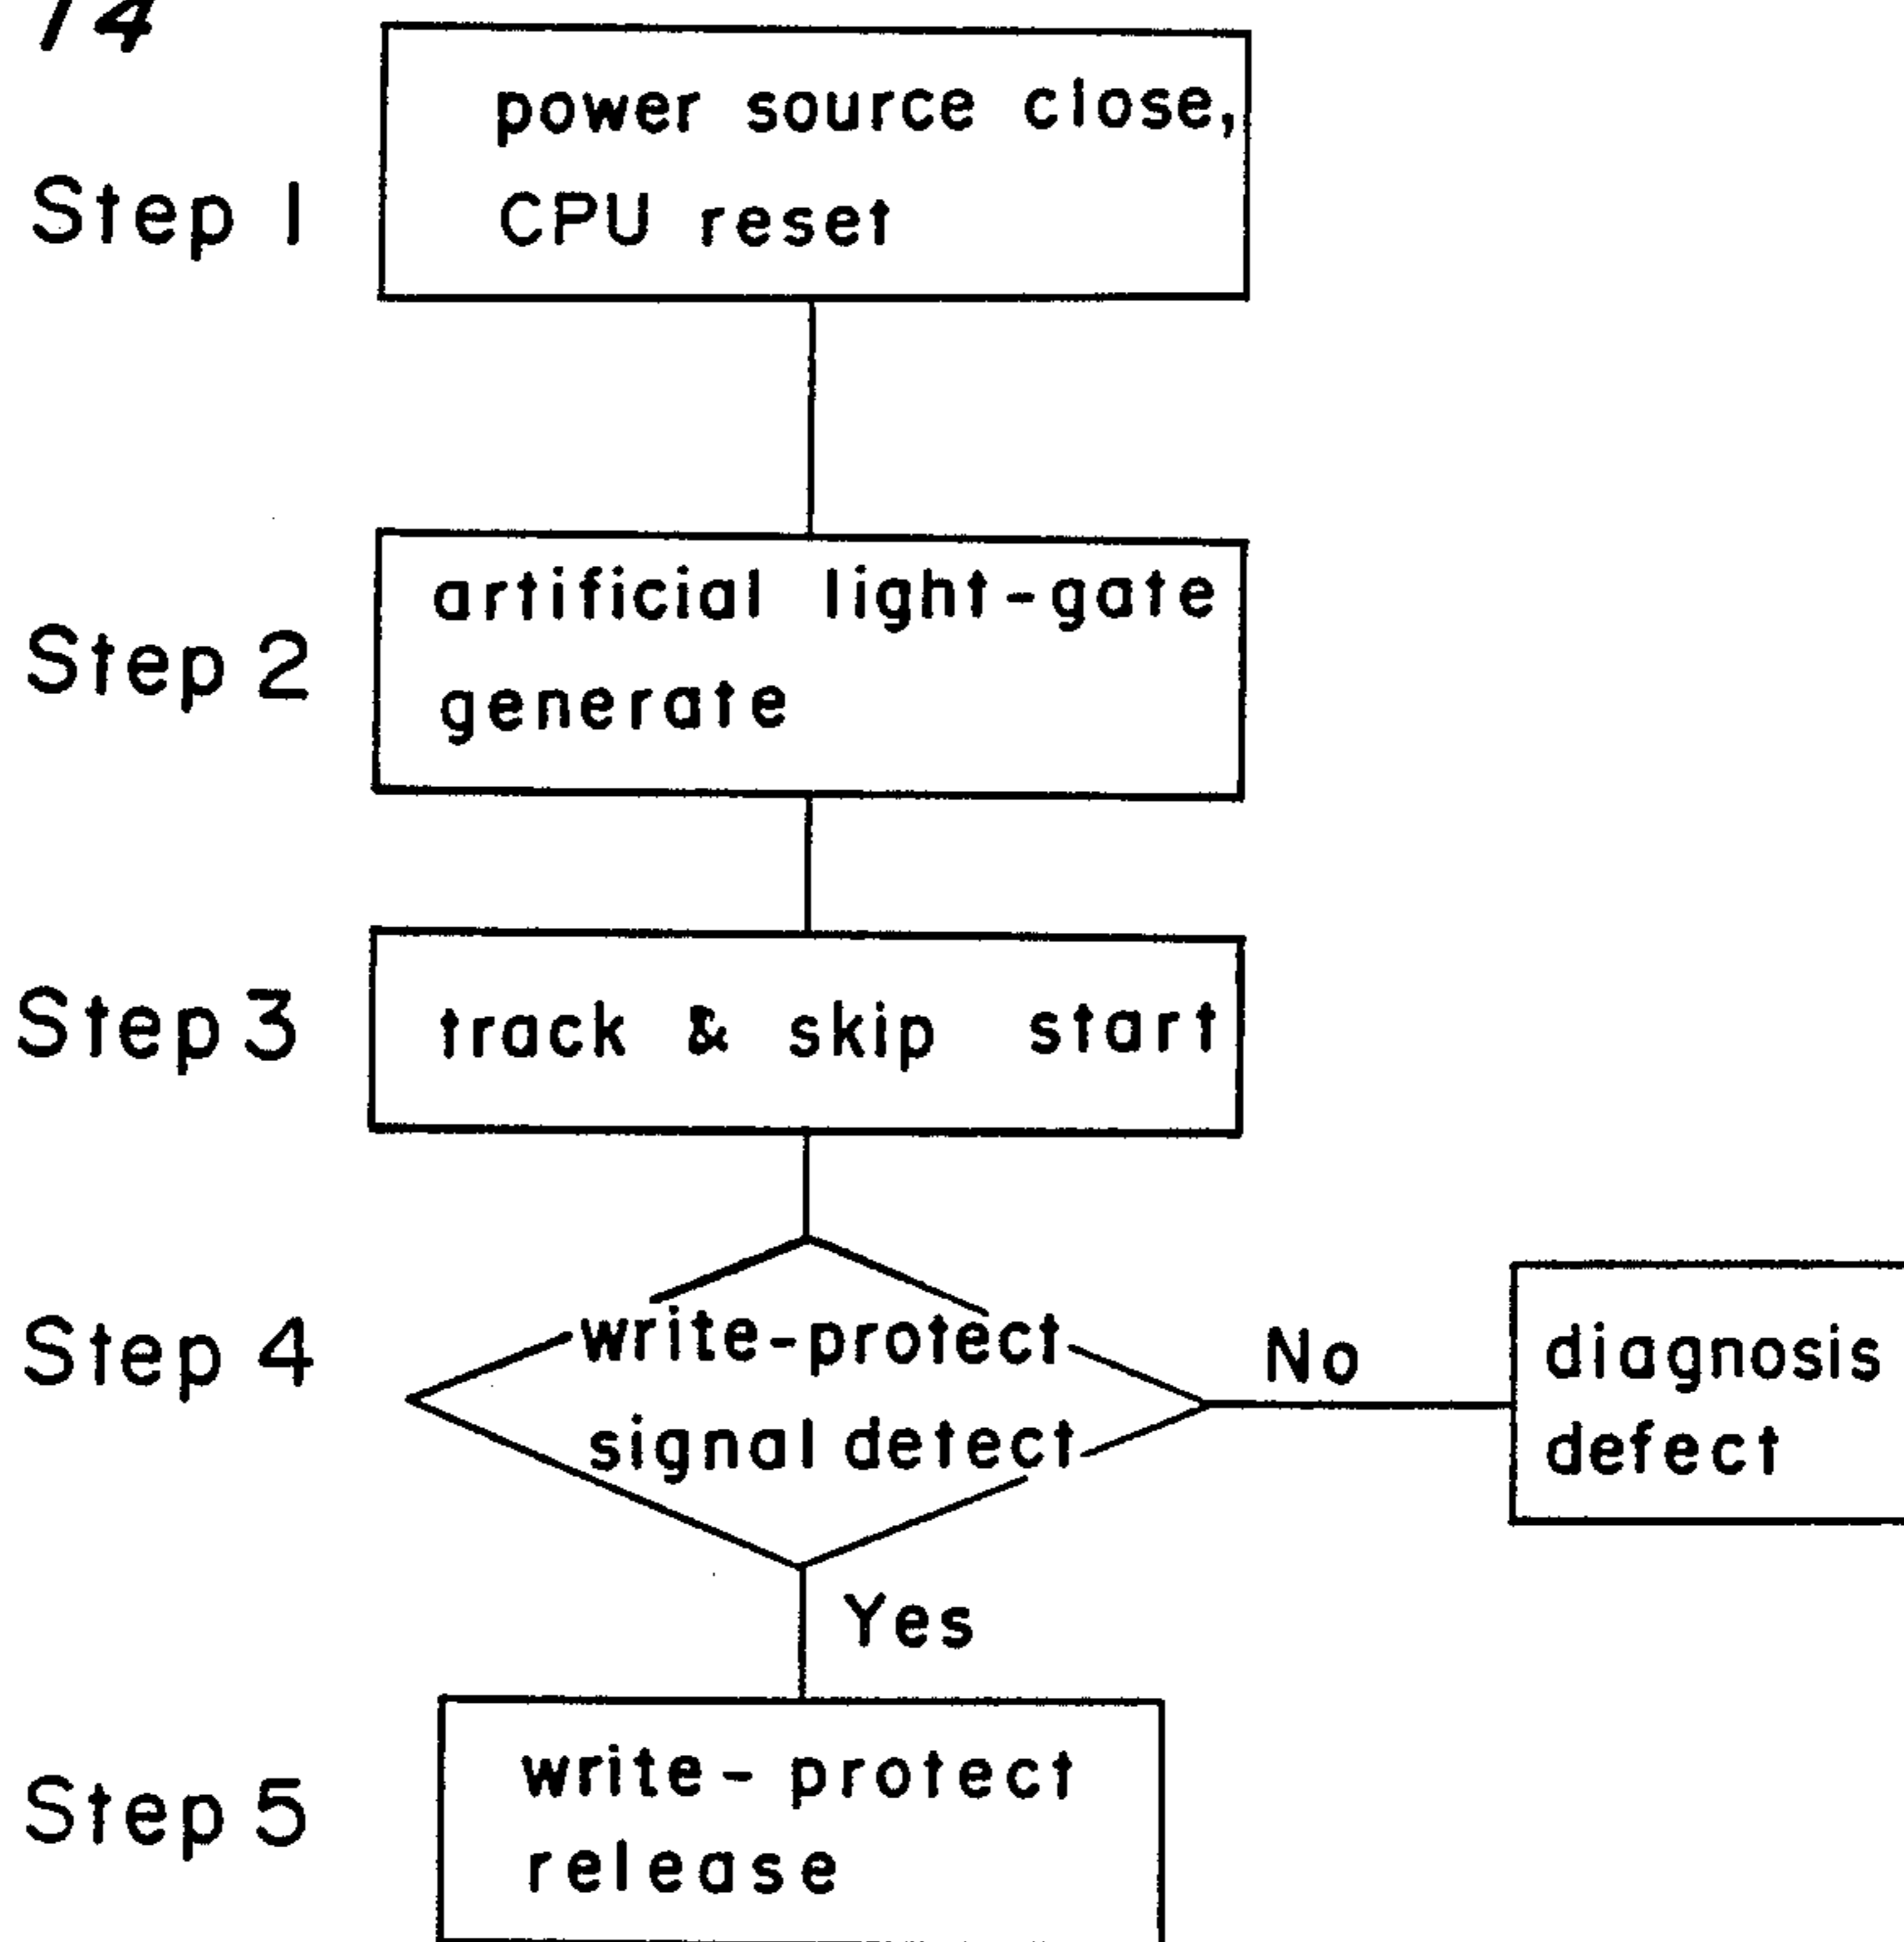 14
power source close,
Step 1
CPU reset
artificial light-gate
Step 2
generate
Step 3
track & skip start
write-protect
Step 4
No
diagnosis
signal detect
defect
Yes
write- protect
Step 5
release